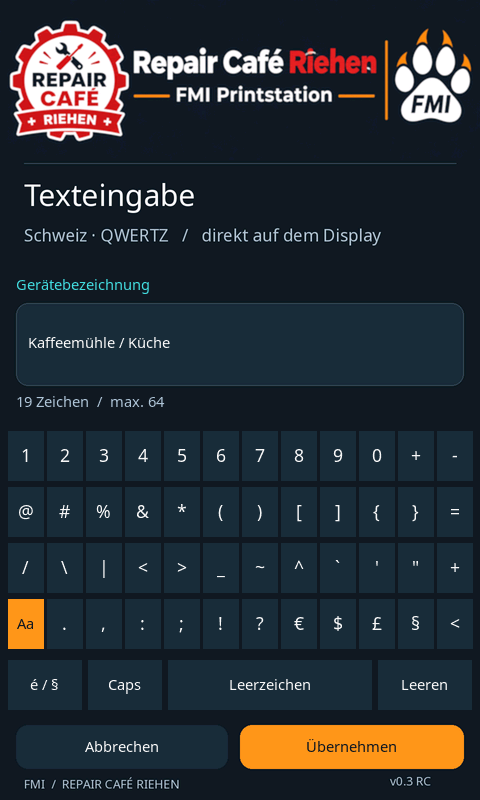 REPAIR
CAFÉ
RIEHEN
Repair Café Riehen
FMI Printstation
FMI
Texteingabe
Schweiz · QWERTZ / direkt auf dem Display
Gerätebezeichnung
Kaffeemühle / Küche
19 Zeichen / max. 64
1 2 3 4 5 6 7 8 9 0 + -
@ # % & * ( ) [ ] { } =
/ \ | < > _ ~ ^ ` ' " +
Aa . , : ; ! ? € $ £ § <
é / § Caps Leerzeichen Leeren
Abbrechen Übernehmen
FMI / REPAIR CAFÉ RIEHEN v0.3 RC